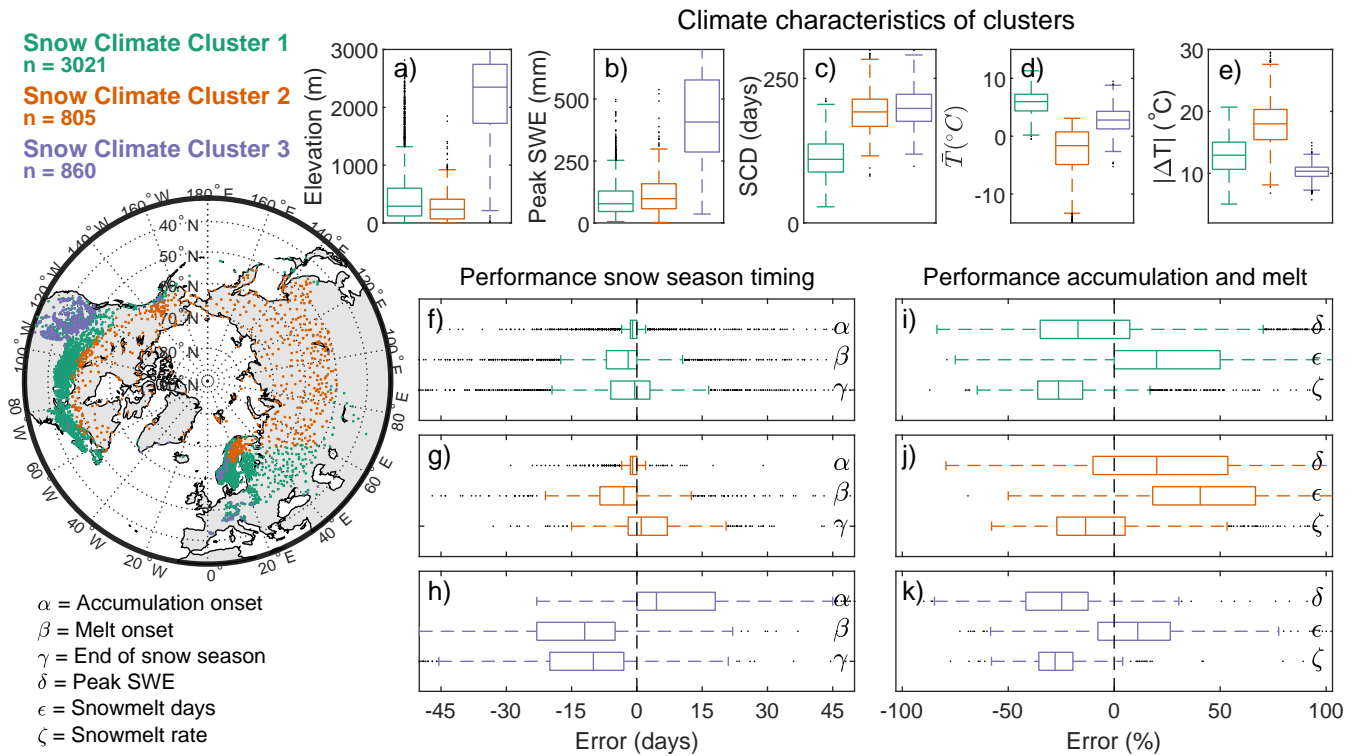 Climate characteristics of clusters
Snow Climate Cluster 1
n = 3021
Snow Climate Cluster 2
n = 805
Snow Climate Cluster 3
n = 860
a)
Elevation (m)
3000
2000
1000
0
b)
Peak SWE (mm)
500
250
0
c)
SCD (days)
250
0
d)
T̄(°C)
10
0
-10
e)
|ΔT| (°C)
30
20
10
180°E
160°E
140°E
120°E
100°E
80°E
60°E
40°E
20°E
0°
20°W
40°W
60°W
80°W
100°W
120°W
140°W
160°W
40°N
50°N
60°N
70°N
80°N
α = Accumulation onset
β = Melt onset
γ = End of snow season
δ = Peak SWE
ϵ = Snowmelt days
ζ = Snowmelt rate
Performance snow season timing
f)
α
β
γ
g)
α
β
γ
h)
α
β
γ
-45 -30 -15 0 15 30 45
Error (days)
Performance accumulation and melt
i)
δ
ϵ
ζ
j)
δ
ϵ
ζ
k)
δ
ϵ
ζ
-100 -50 0 50 100
Error (%)